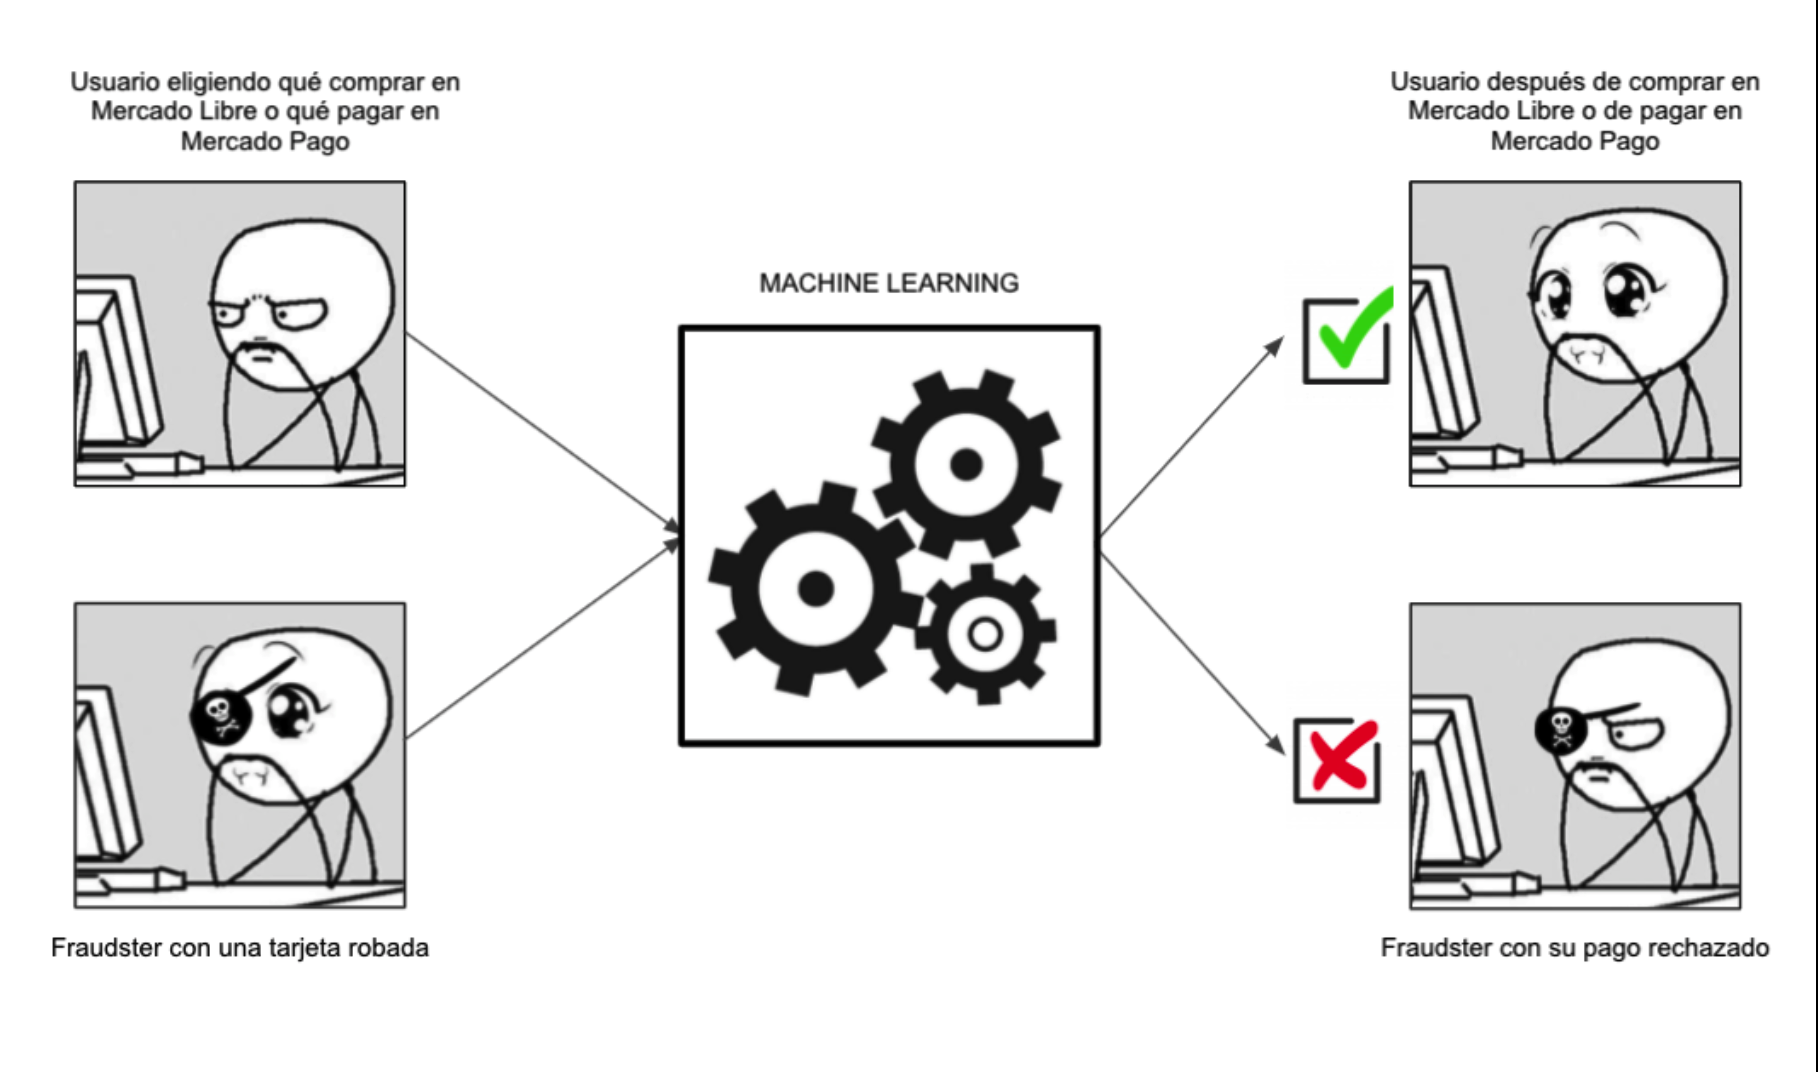 Usuario eligiendo qué comprar en
Mercado Libre o qué pagar en
Mercado Pago
Usuario después de comprar en
Mercado Libre o de pagar en
Mercado Pago
MACHINE LEARNING
Fraudster con una tarjeta robada
Fraudster con su pago rechazado